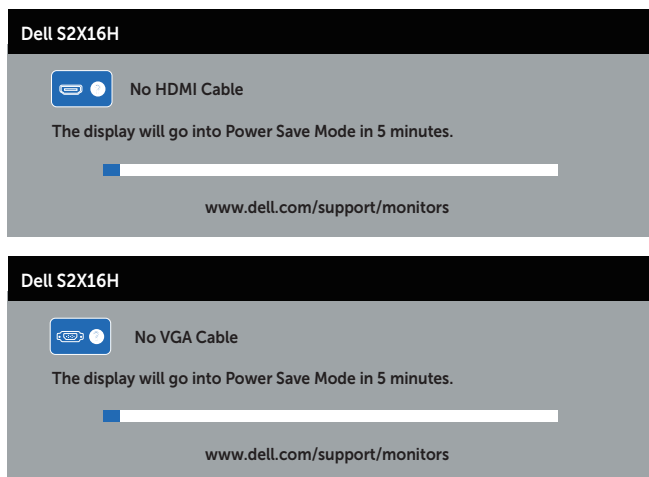 Dell S2X16H
No HDMI Cable
The display will go into Power Save Mode in 5 minutes.
www.dell.com/support/monitors
Dell S2X16H
No VGA Cable
The display will go into Power Save Mode in 5 minutes.
www.dell.com/support/monitors